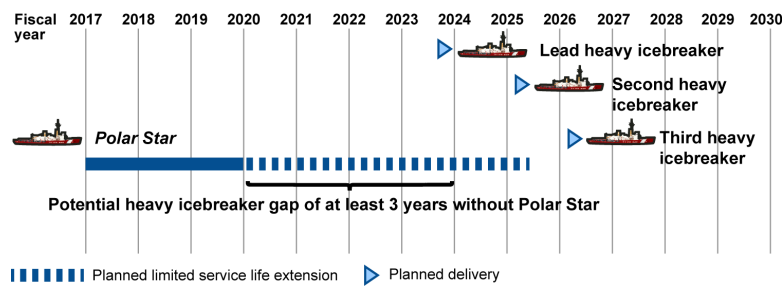 Fiscal year 2017 2018 2019 2020 2021 2022 2023 2024 2025 2026 2027 2028 2029 2030
Lead heavy icebreaker
Second heavy
icebreaker
Polar Star
Third heavy
icebreaker
Potential heavy icebreaker gap of at least 3 years without Polar Star
Planned limited service life extension
Planned delivery